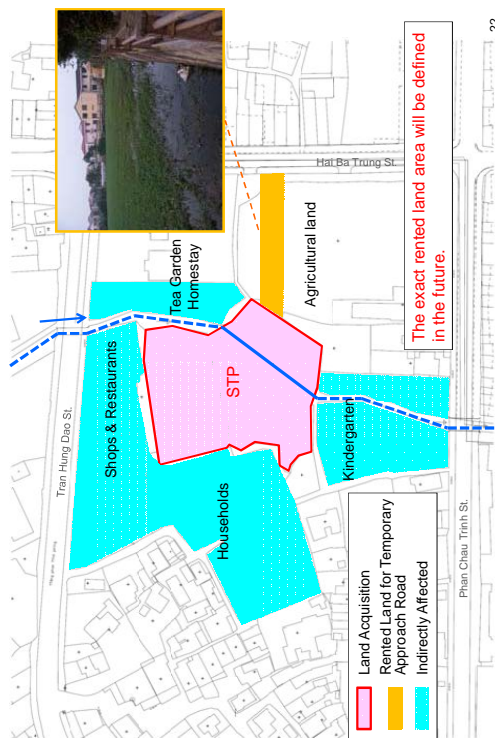 Tran Hung Dao St.
Shops & Restaurants
Tea Garden
Homestay
STP
Households
Kindergarten
Agricultural land
Hai Ba Trung St.
Phan Chau Trinh St.
The exact rented land area will be defined
in the future.
Land Acquisition
Rented Land for Temporary
Approach Road
Indirectly Affected
22